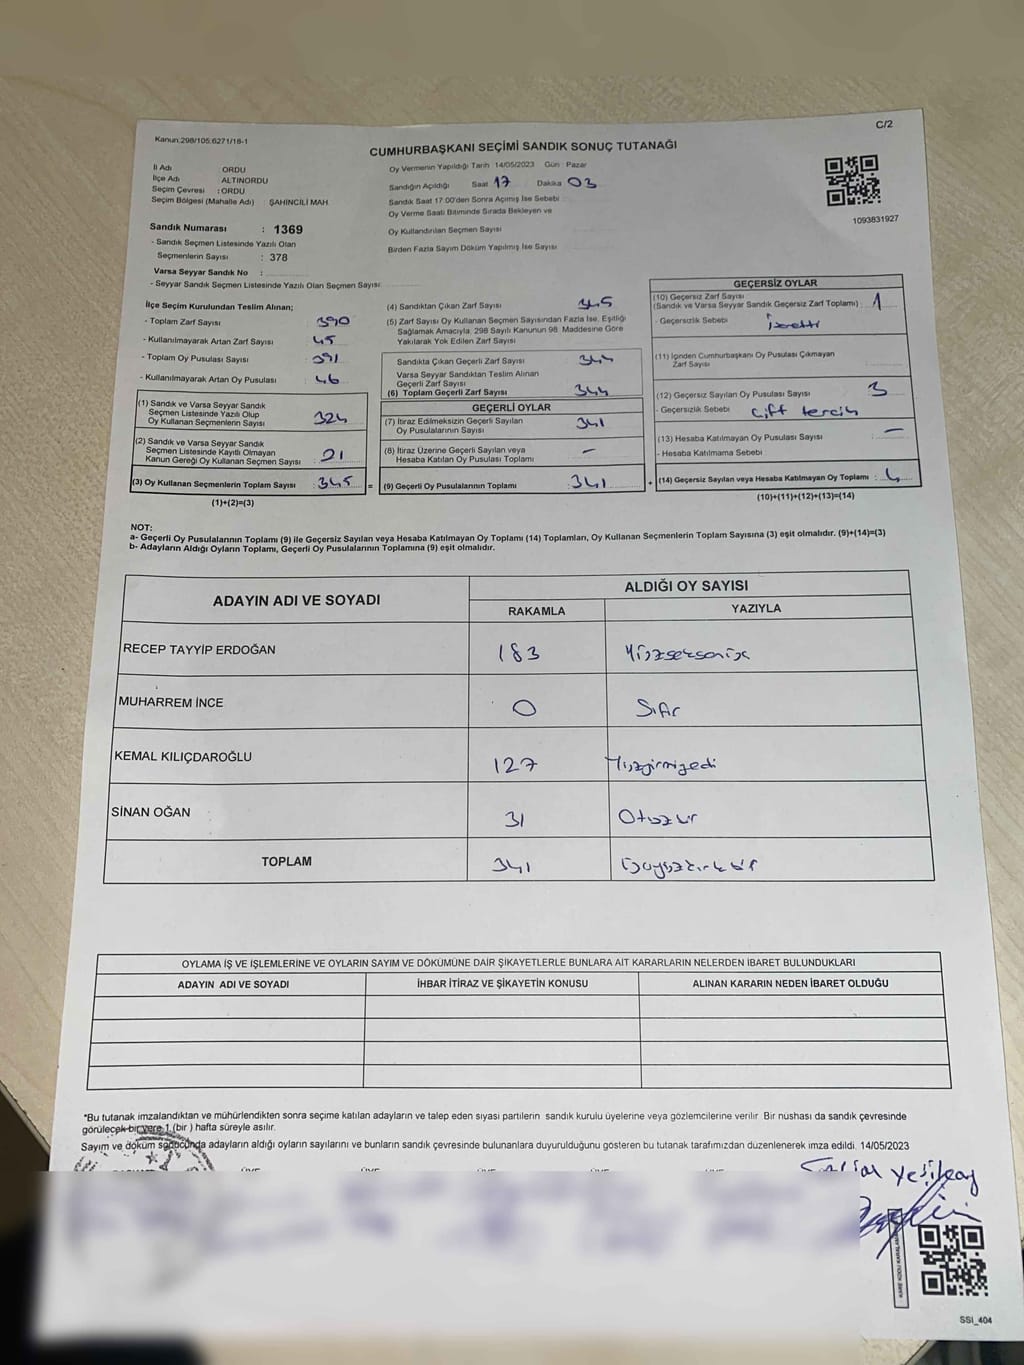 C/2
Kanun:298/105:6271/18-1
CUMHURBAŞKANI SEÇİMİ SANDIK SONUÇ TUTANAĞI
İl Adı ORDU
İlçe Adı ALTINORDU
Seçim Çevresi : ORDU
Seçim Bölgesi (Mahalle Adı) : ŞAHİNCİLİ MAH
Oy Vermenin Yapıldığı Tarih 14/05/2023 Gün : Pazar
Sandığın Açıldığı Saat 17 Dakika 03
Sandık Saat 17:00'den Sonra Açılmış İse Sebebi
Oy Verme Saati Bitiminde Sırada Bekleyen ve
Oy Kullandırılan Seçmen Sayısı
Birden Fazla Sayım Döküm Yapılmış İse Sayısı
1093831927
Sandık Numarası : 1369
- Sandık Seçmen Listesinde Yazılı Olan
Seçmenlerin Sayısı : 378
Varsa Seyyar Sandık No :
- Seyyar Sandık Seçmen Listesinde Yazılı Olan Seçmen Sayısı
İlçe Seçim Kurulundan Teslim Alınan;
- Toplam Zarf Sayısı 390
- Kullanılmayarak Artan Zarf Sayısı 45
- Toplam Oy Pusulası Sayısı 391
- Kullanılmayarak Artan Oy Pusulası 46
(1) Sandık ve Varsa Seyyar Sandık
Seçmen Listesinde Yazılı Olup
Oy Kullanan Seçmenlerin Sayısı 324
(2) Sandık ve Varsa Seyyar Sandık
Seçmen Listesinde Kayıtlı Olmayan
Kanun Gereği Oy Kullanan Seçmen Sayısı 21
(3) Oy Kullanan Seçmenlerin Toplam Sayısı : 345 =
(1)+(2)=(3)
(4) Sandıktan Çıkan Zarf Sayısı 345
(5) Zarf Sayısı Oy Kullanan Seçmen Sayısından Fazla İse, Eşitliği
Sağlamak Amacıyla, 298 Sayılı Kanunun 98. Maddesine Göre
Yakılarak Yok Edilen Zarf Sayısı
Sandıkta Çıkan Geçerli Zarf Sayısı 344
Varsa Seyyar Sandıktan Teslim Alınan
Geçerli Zarf Sayısı
(6) Toplam Geçerli Zarf Sayısı 344
GEÇERLİ OYLAR
(7) İtiraz Edilmeksizin Geçerli Sayılan
Oy Pusulalarının Sayısı 341
(8) İtiraz Üzerine Geçerli Sayılan veya
Hesaba Katılan Oy Pusulası Toplamı -
(9) Geçerli Oy Pusulalarının Toplamı : 341 +
GEÇERSİZ OYLAR
(10) Geçersiz Zarf Sayısı
(Sandık ve Varsa Seyyar Sandık Geçersiz Zarf Toplamı) : 1
- Geçersizlik Sebebi : İşaretli
(11) İçinden Cumhurbaşkanı Oy Pusulası Çıkmayan
Zarf Sayısı
(12) Geçersiz Sayılan Oy Pusulası Sayısı 3
- Geçersizlik Sebebi çift tercih
(13) Hesaba Katılmayan Oy Pusulası Sayısı : -
- Hesaba Katılmama Sebebi
(14) Geçersiz Sayılan veya Hesaba Katılmayan Oy Toplamı : 4
(10)+(11)+(12)+(13)=(14)
NOT:
a- Geçerli Oy Pusulalarının Toplamı (9) ile Geçersiz Sayılan veya Hesaba Katılmayan Oy Toplamı (14) Toplamları, Oy Kullanan Seçmenlerin Toplam Sayısına (3) eşit olmalıdır. (9)+(14)=(3)
b- Adayların Aldığı Oyların Toplamı, Geçerli Oy Pusulalarının Toplamına (9) eşit olmalıdır.
ADAYIN ADI VE SOYADI ALDIĞI OY SAYISI
RAKAMLA YAZIYLA
RECEP TAYYİP ERDOĞAN 183 Yüzseksenüç
MUHARREM İNCE 0 Sıfır
KEMAL KILIÇDAROĞLU 127 Yüzyirmiyedi
SİNAN OĞAN 31 Otuzbir
TOPLAM 341 Üçyüzkırkbir
OYLAMA İŞ VE İŞLEMLERİNE VE OYLARIN SAYIM VE DÖKÜMÜNE DAİR ŞİKAYETLERLE BUNLARA AİT KARARLARIN NELERDEN İBARET BULUNDUKLARI
ADAYIN ADI VE SOYADI İHBAR İTİRAZ VE ŞİKAYETİN KONUSU ALINAN KARARIN NEDEN İBARET OLDUĞU
*Bu tutanak imzalandıktan ve mühürlendikten sonra seçime katılan adayların ve talep eden siyasi partilerin sandık kurulu üyelerine veya gözlemcilerine verilir. Bir nüshası da sandık çevresinde
görülecek bir yere 1 (bir ) hafta süreyle asılır.
Sayım ve döküm sonucunda adayların aldığı oyların sayılarını ve bunların sandık çevresinde bulunanlara duyurulduğunu gösteren bu tutanak tarafımızdan düzenlenerek imza edildi. 14/05/2023
SSI_404